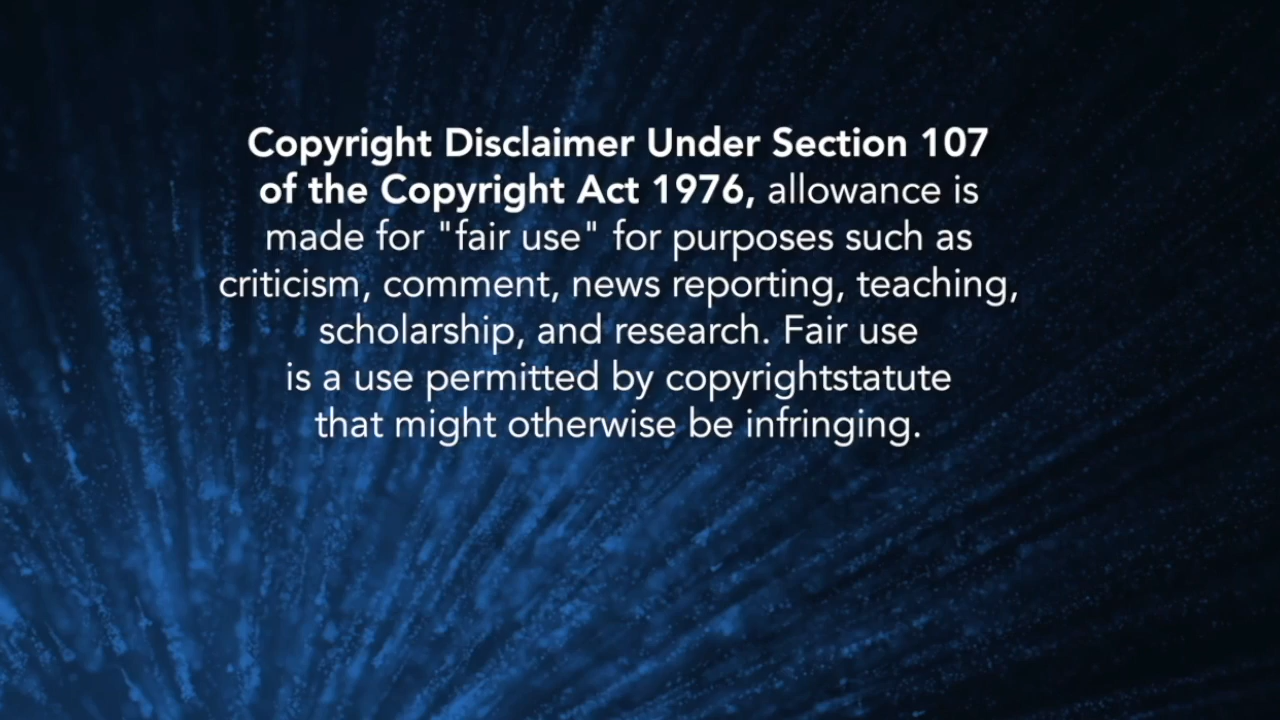 Copyright Disclaimer Under Section 107
of the Copyright Act 1976, allowance is
made for "fair use" for purposes such as
criticism, comment, news reporting, teaching,
scholarship, and research. Fair use
is a use permitted by copyrightstatute
that might otherwise be infringing.